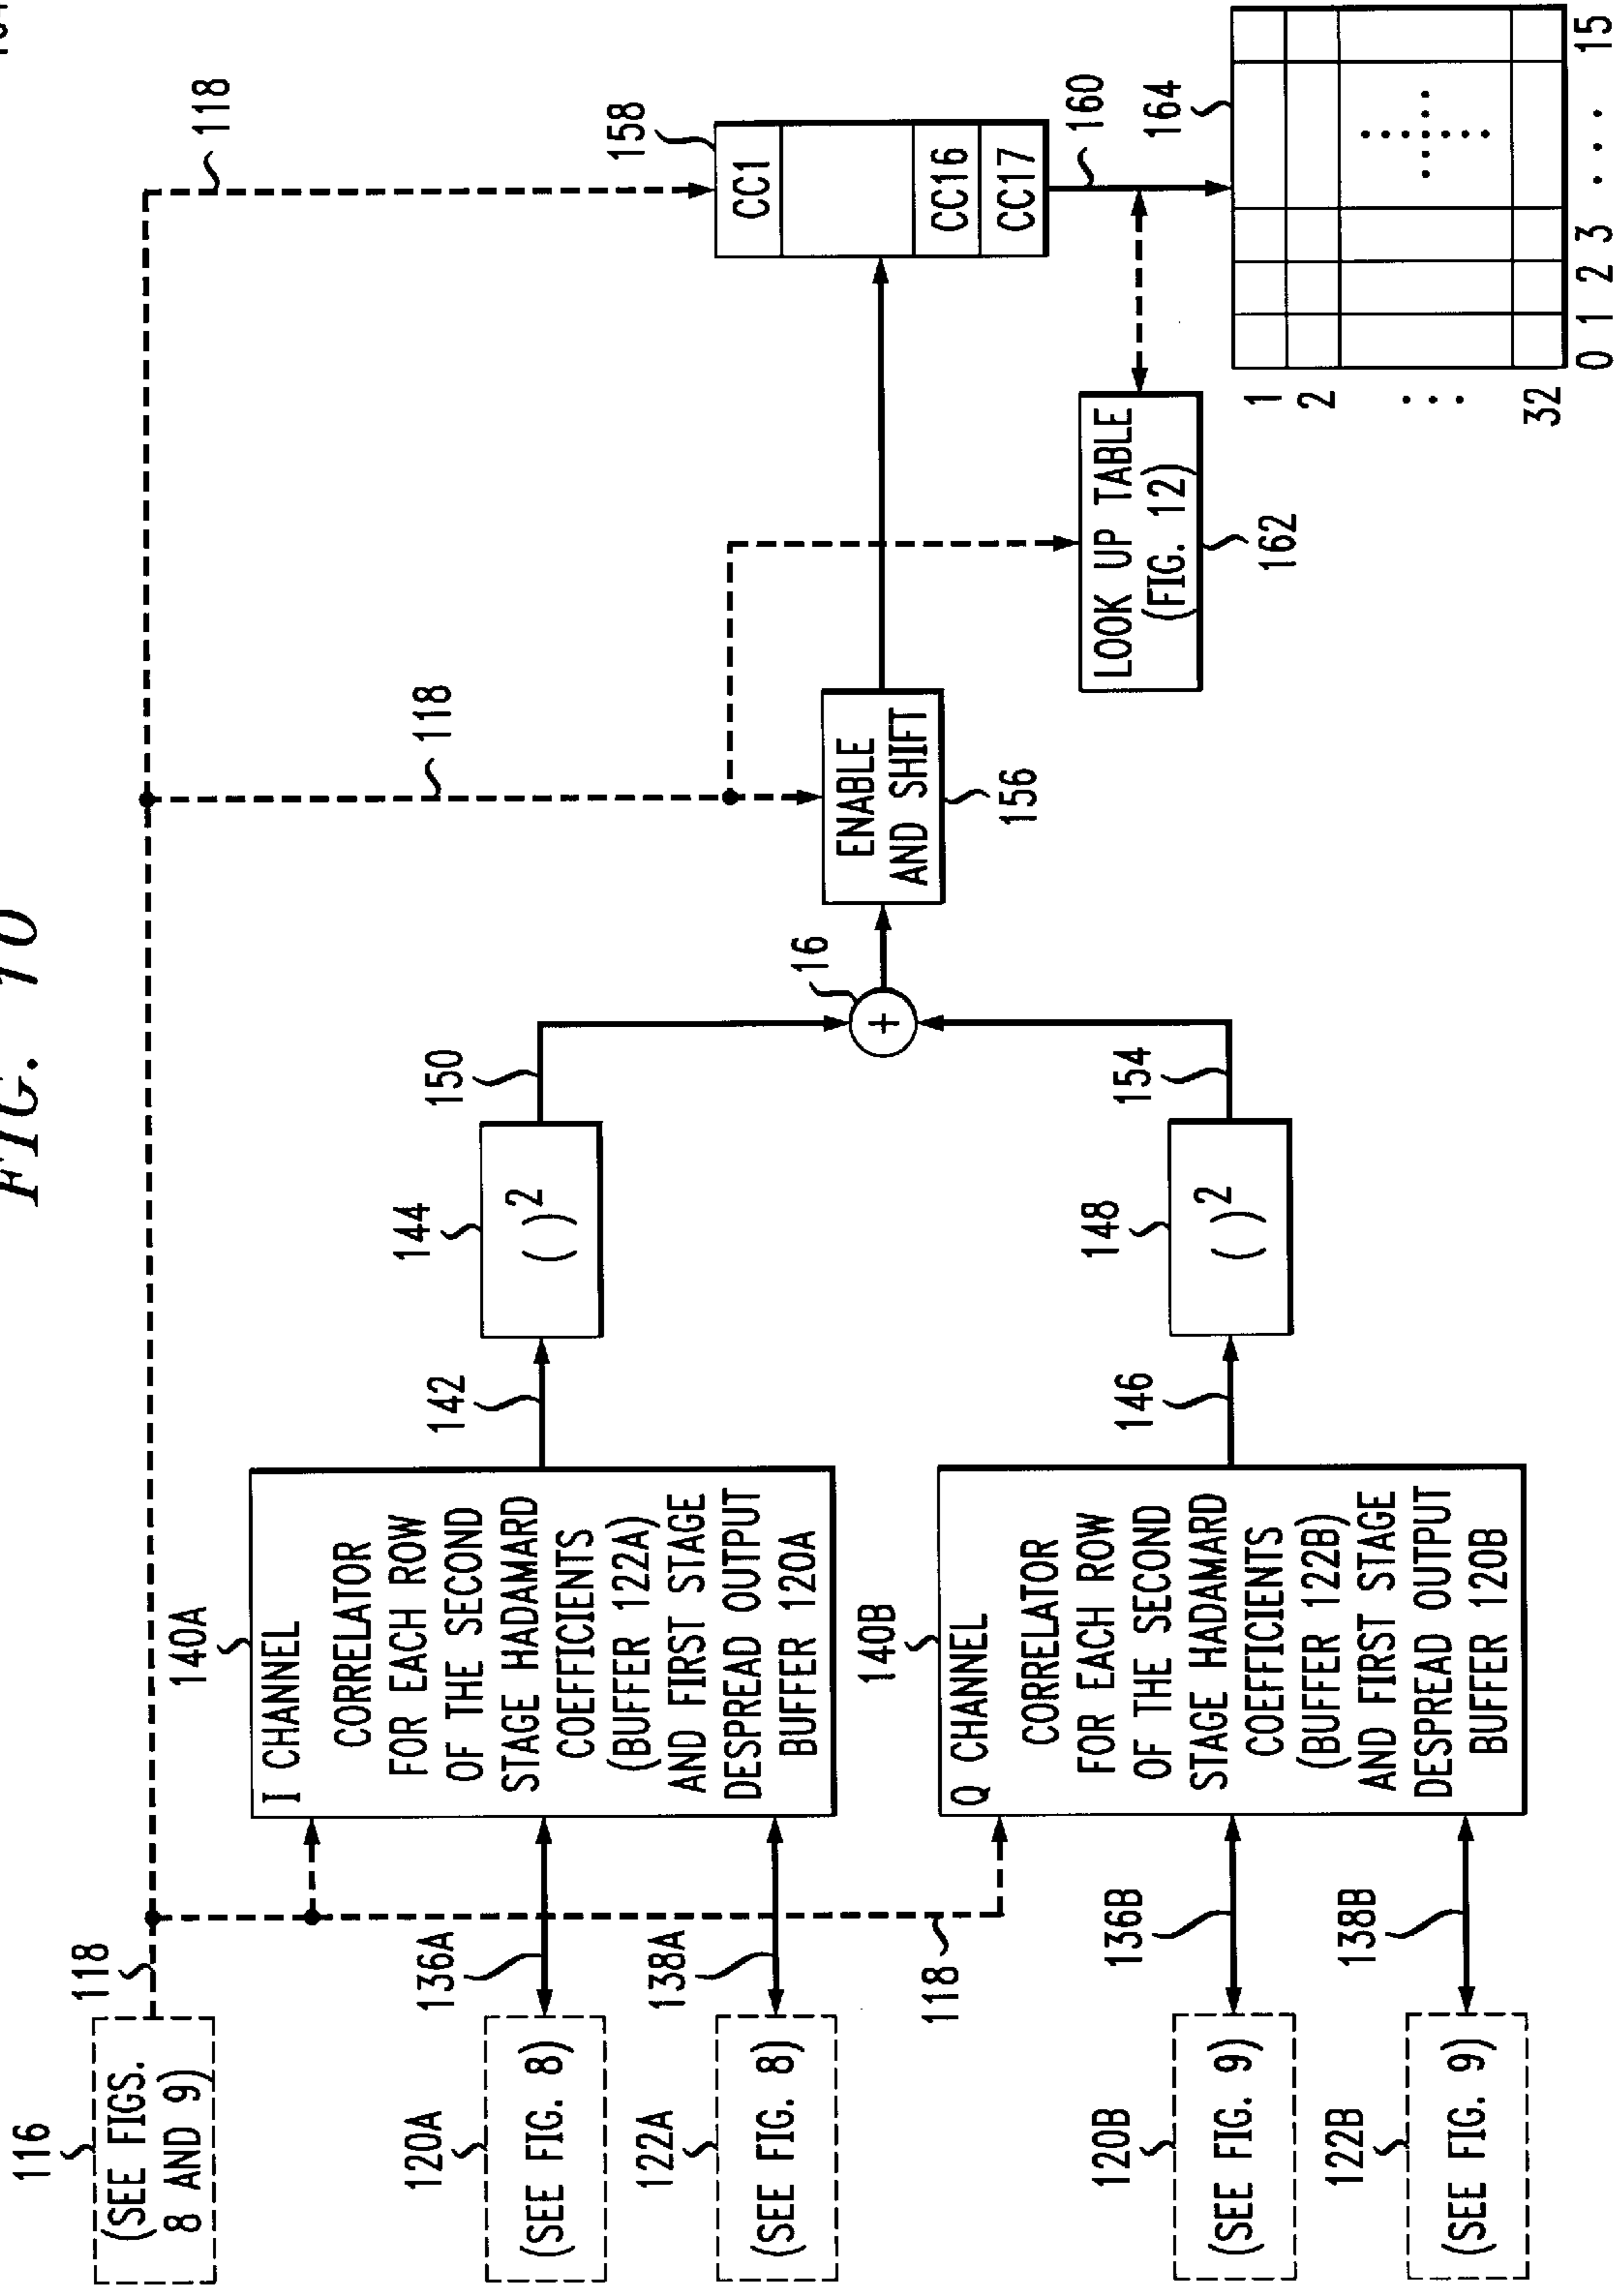 FIG. 10
116
(SEE FIGS.
8 AND 9)
118
118
118
120A
(SEE FIG. 8)
136A
122A
(SEE FIG. 8)
138A
118
140A
I CHANNEL
CORRELATOR
FOR EACH ROW
OF THE SECOND
STAGE HADAMARD
COEFFICIENTS
(BUFFER 122A)
AND FIRST STAGE
DESPREAD OUTPUT
BUFFER 120A
142
144
( )2
150
120B
(SEE FIG. 9)
136B
122B
(SEE FIG. 9)
138B
140B
Q CHANNEL
CORRELATOR
FOR EACH ROW
OF THE SECOND
STAGE HADAMARD
COEFFICIENTS
(BUFFER 122B)
AND FIRST STAGE
DESPREAD OUTPUT
BUFFER 120B
146
148
( )2
154
16
+
ENABLE
AND SHIFT
156
158
CC1
CC16
CC17
160
LOOK UP TABLE
(FIG. 12)
162
164
1
2
32
0 1 2 3 ... 15